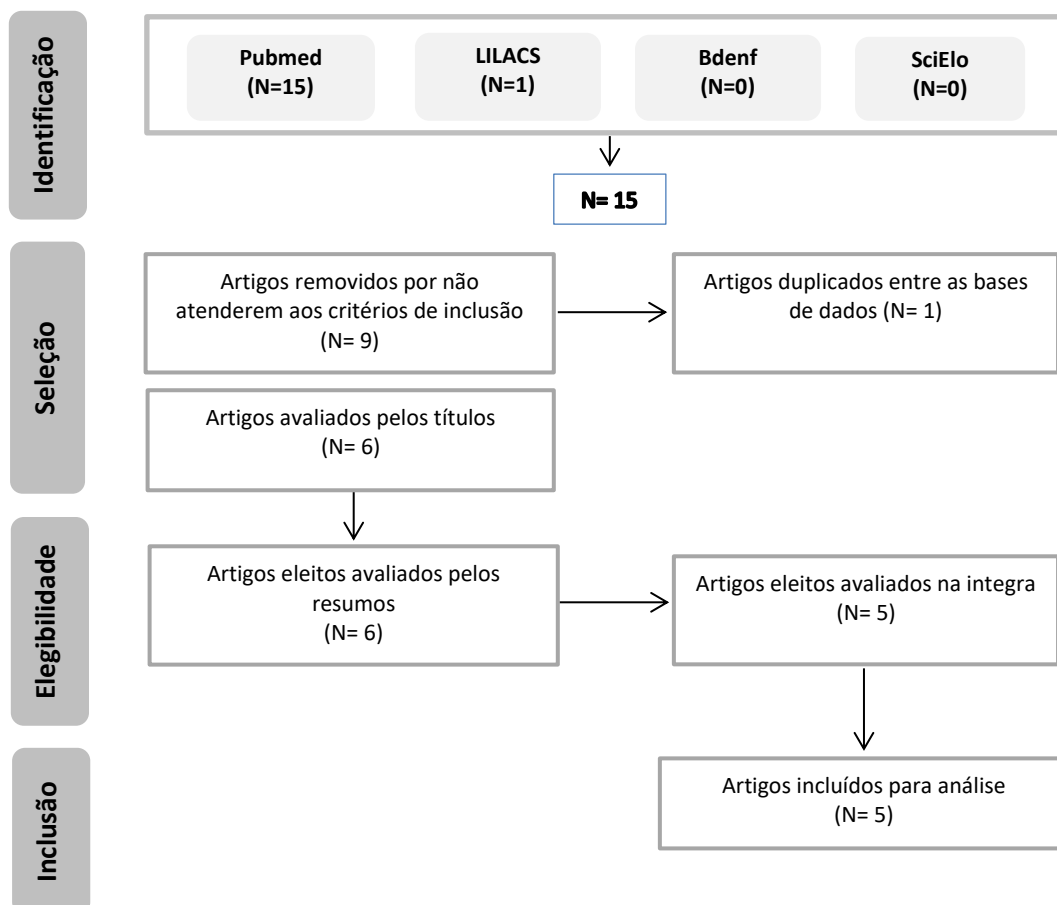 Identificação
Pubmed
(N=15)
LILACS
(N=1)
Bdenf
(N=0)
SciElo
(N=0)
N= 15
Seleção
Artigos removidos por não
atenderem aos critérios de inclusão
(N= 9)
Artigos duplicados entre as bases
de dados (N= 1)
Artigos avaliados pelos títulos
(N= 6)
Elegibilidade
Artigos eleitos avaliados pelos
resumos
(N= 6)
Artigos eleitos avaliados na integra
(N= 5)
Inclusão
Artigos incluídos para análise
(N= 5)